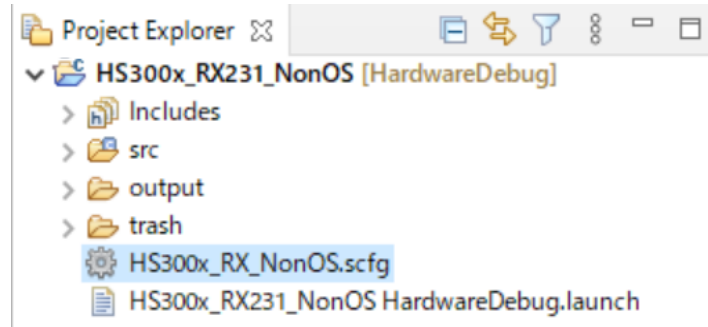 Project Explorer
HS300x_RX231_NonOS [HardwareDebug]
Includes
src
output
trash
HS300x_RX_NonOS.scfg
HS300x_RX231_NonOS HardwareDebug.launch